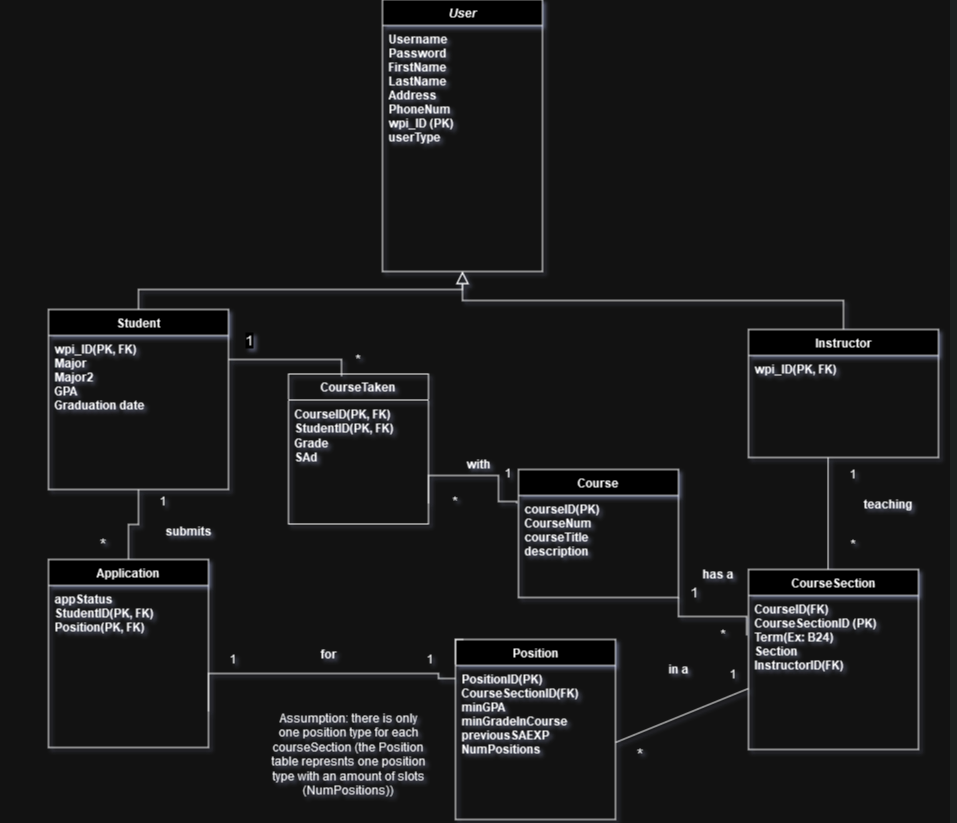 User
Username
Password
FirstName
LastName
Address
PhoneNum
wpi_ID (PK)
userType
Student
wpi_ID(PK, FK)
Major
Major2
GPA
Graduation date
1
*
CourseTaken
CourseID(PK, FK)
StudentID(PK, FK)
Grade
SAd
Instructor
wpi_ID(PK, FK)
with
1
*
Course
courseID(PK)
CourseNum
courseTitle
description
1
teaching
*
1
submits
*
Application
appStatus
StudentID(PK, FK)
Position(PK, FK)
has a
1
*
CourseSection
CourseID(FK)
CourseSectionID (PK)
Term(Ex: B24)
Section
InstructorID(FK)
1
for
1
Position
PositionID(PK)
CourseSectionID(FK)
minGPA
minGradeInCourse
previousSAEXP
NumPositions
in a
1
*
Assumption: there is only
one position type for each
courseSection (the Position
table represnts one position
type with an amount of slots
(NumPositions))